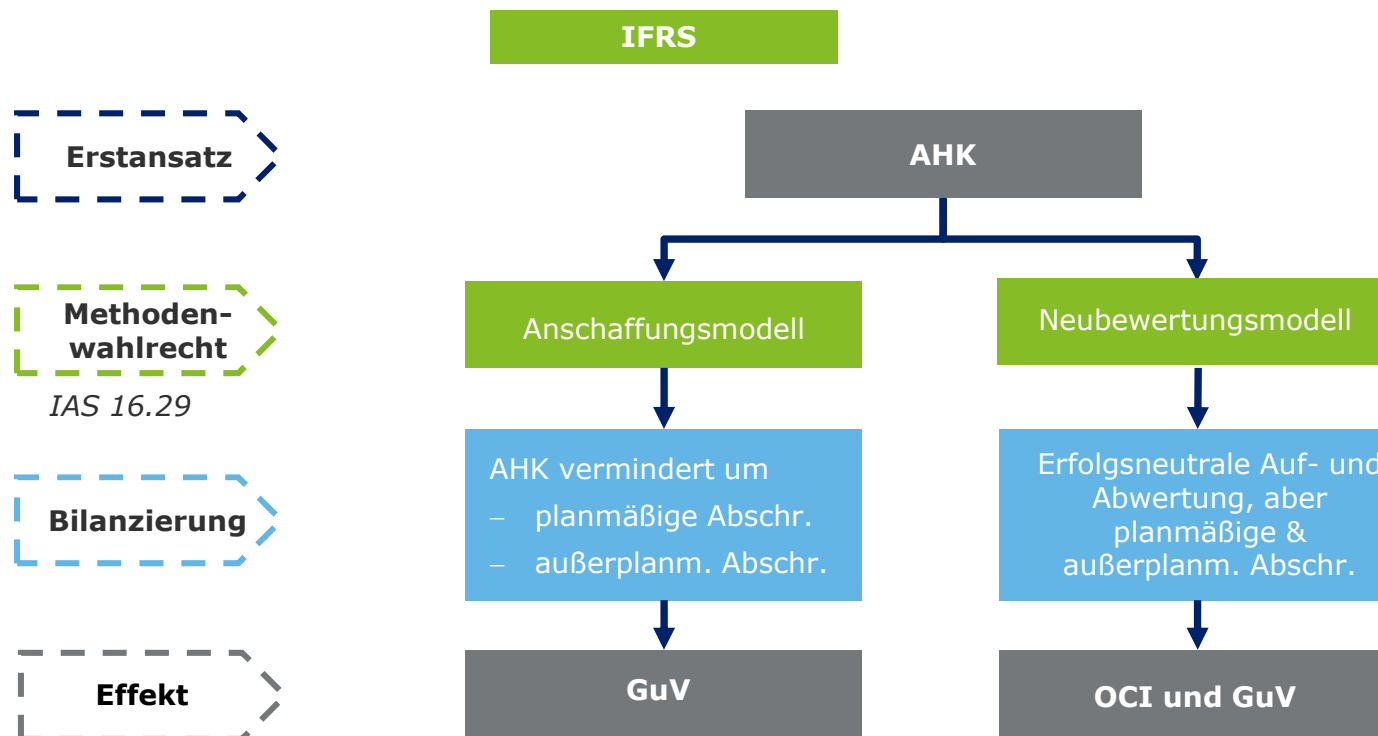 IFRS
Erstansatz
AHK
Methoden-
wahlrecht
IAS 16.29
Anschaffungsmodell
Neubewertungsmodell
Bilanzierung
AHK vermindert um
– planmäßige Abschr.
– außerplanm. Abschr.
Erfolgsneutrale Auf- und
Abwertung, aber
planmäßige &
außerplanm. Abschr.
Effekt
GuV
OCI und GuV